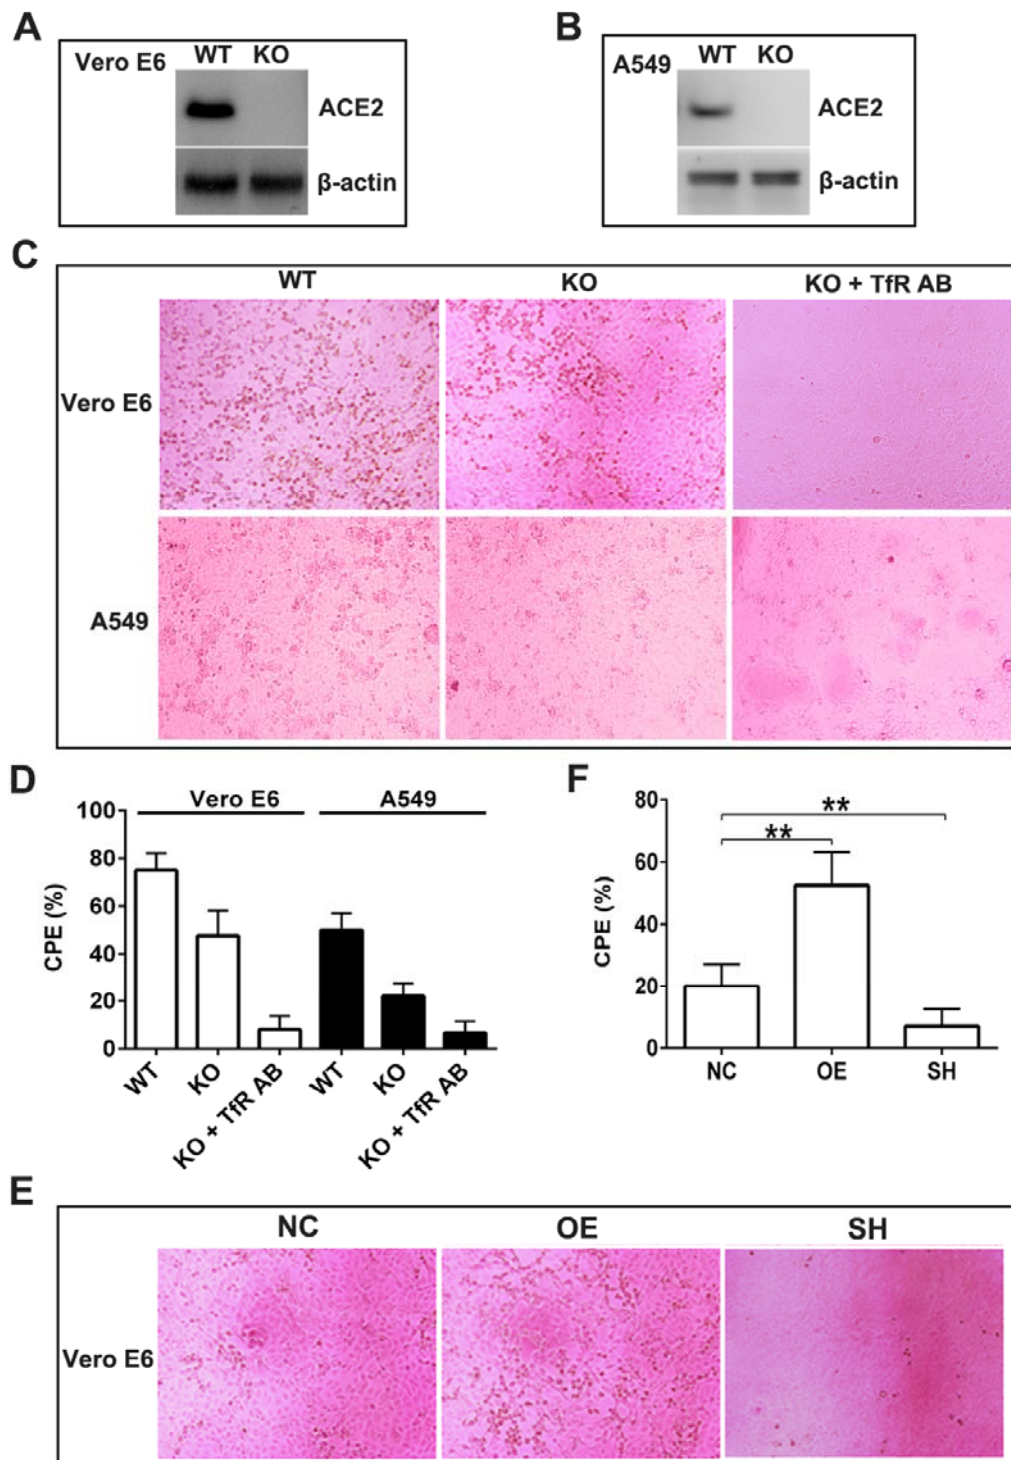 A
Vero E6
WT KO
ACE2
β-actin
B
A549
WT KO
ACE2
β-actin
C
WT KO KO + TfR AB
Vero E6
A549
D
Vero E6 A549
CPE (%)
100
80
60
40
20
0
WT KO KO + TfR AB WT KO KO + TfR AB
F
CPE (%)
80
60
40
20
0
**
**
NC OE SH
E
NC OE SH
Vero E6